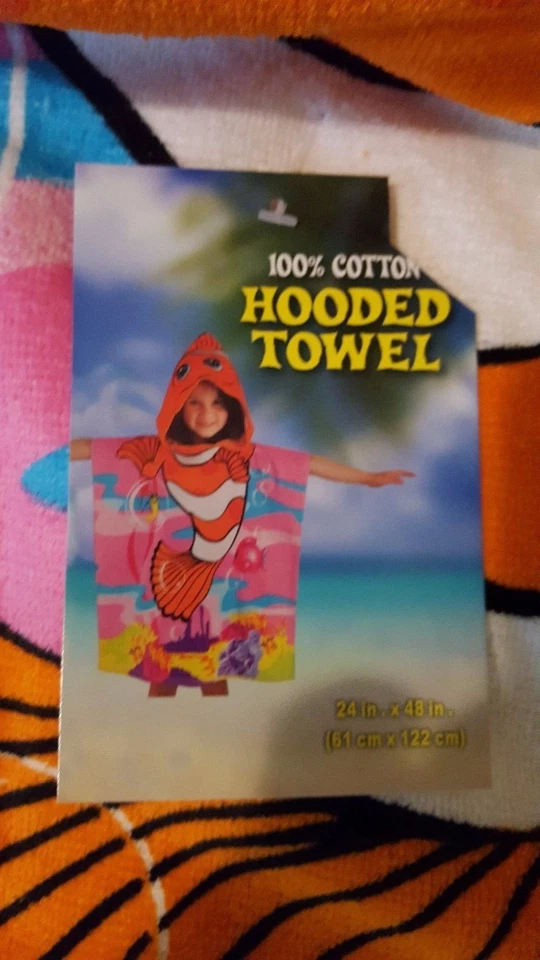 100% COTTON
HOODED
TOWEL
24 in. x 48 in.
(61 cm x 122 cm)